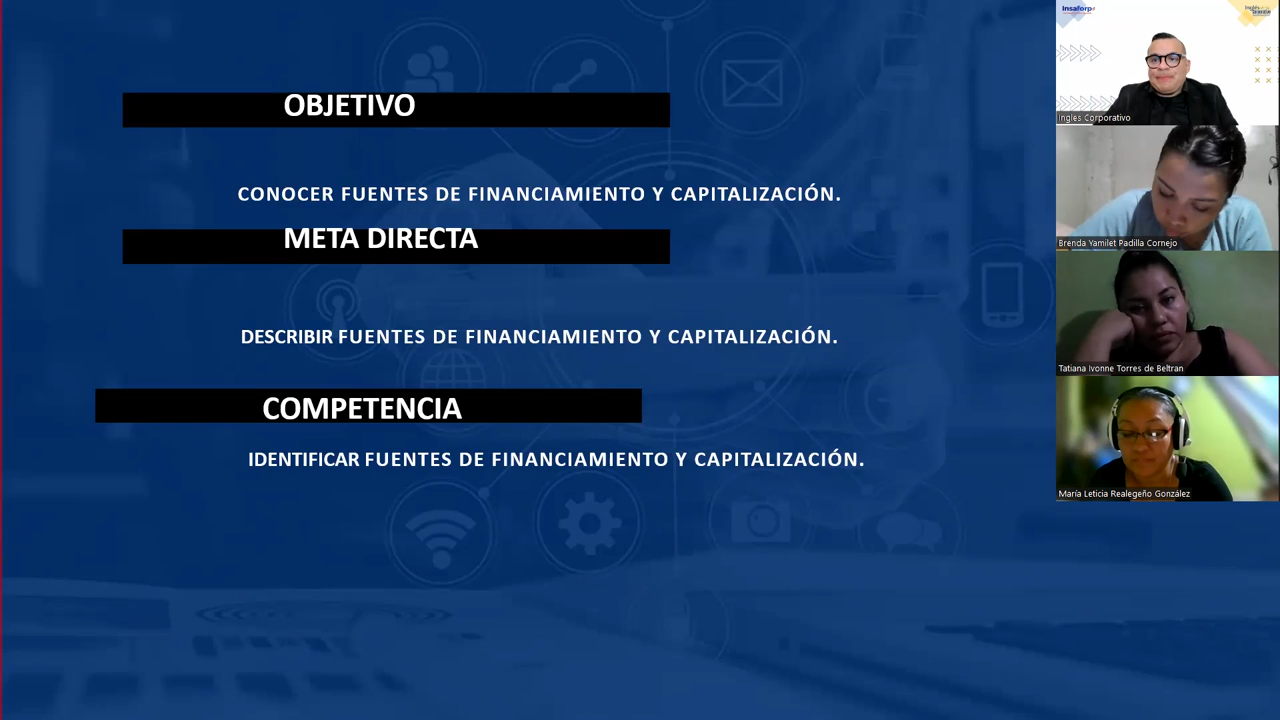 OBJETIVO
CONOCER FUENTES DE FINANCIAMIENTO Y CAPITALIZACIÓN.
META DIRECTA
DESCRIBIR FUENTES DE FINANCIAMIENTO Y CAPITALIZACIÓN.
COMPETENCIA
IDENTIFICAR FUENTES DE FINANCIAMIENTO Y CAPITALIZACIÓN.
Insaforp
Ingles Corporativo
Brenda Yamilet Padilla Cornejo
Tatiana Ivonne Torres de Beltran
María Leticia Realegeño González